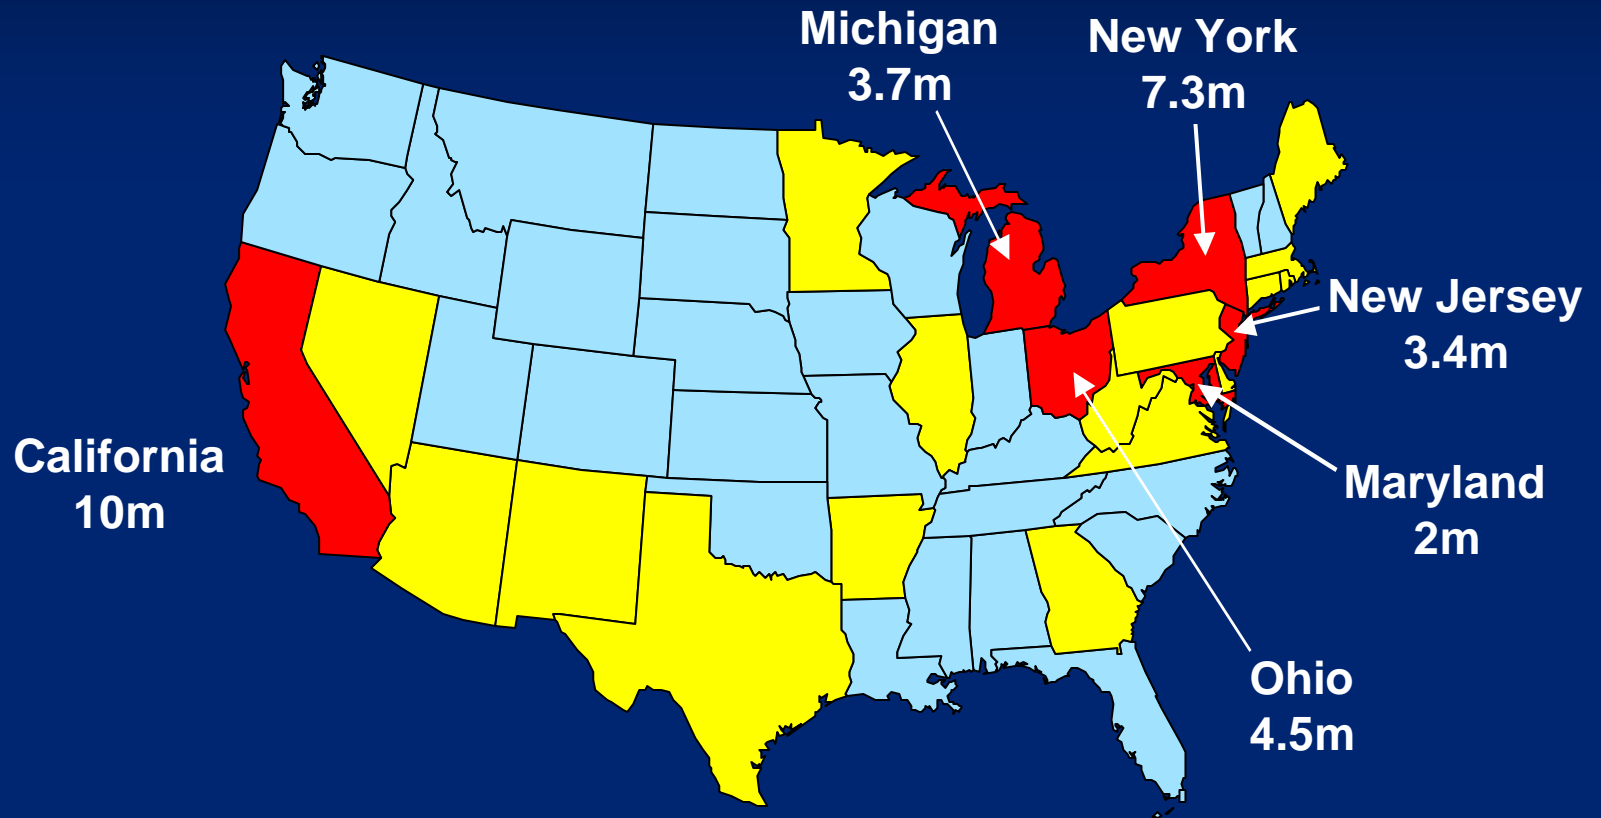 Michigan
3.7m
New York
7.3m
New Jersey
3.4m
California
10m
Maryland
2m
Ohio
4.5m